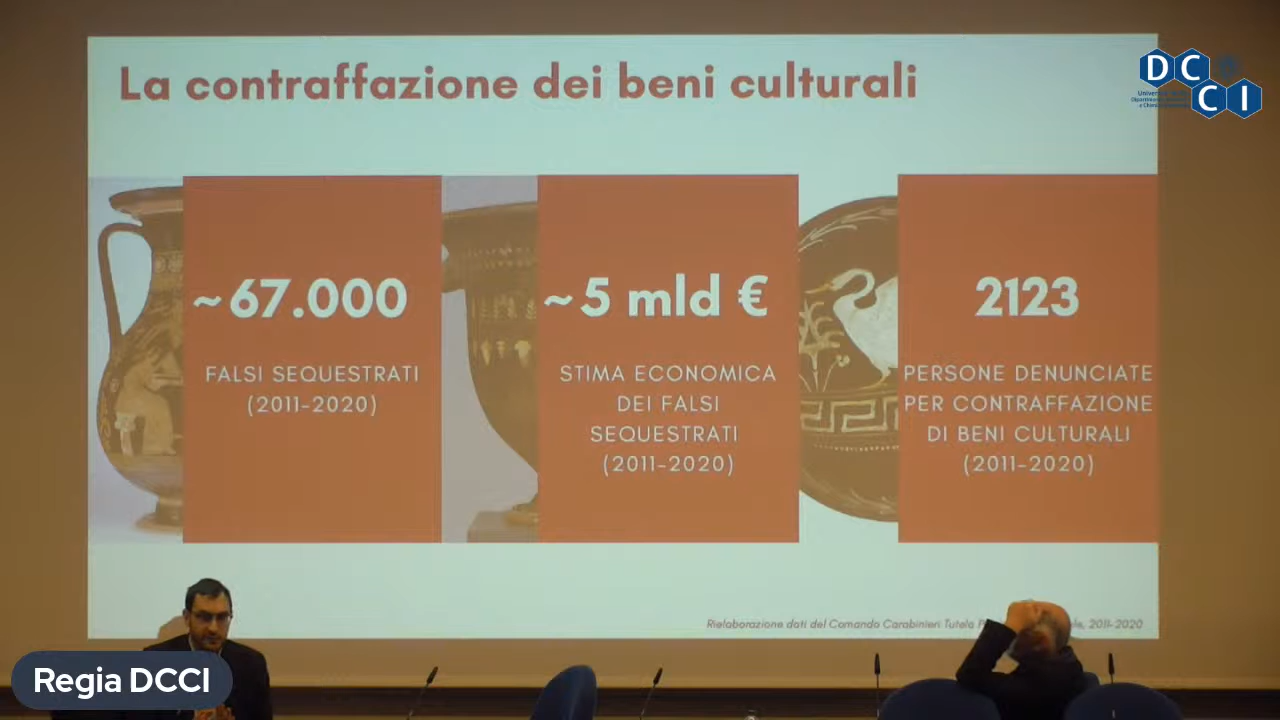 La contraffazione dei beni culturali
DC
CI
~67.000
FALSI SEQUESTRATI
(2011-2020)
~5 mld €
STIMA ECONOMICA
DEI FALSI
SEQUESTRATI
(2011-2020)
2123
PERSONE DENUNCIATE
PER CONTRAFFAZIONE
DI BENI CULTURALI
(2011-2020)
Rielaborazione dati del Comando Carabinieri Tutela 2011-2020
Regia DCCI